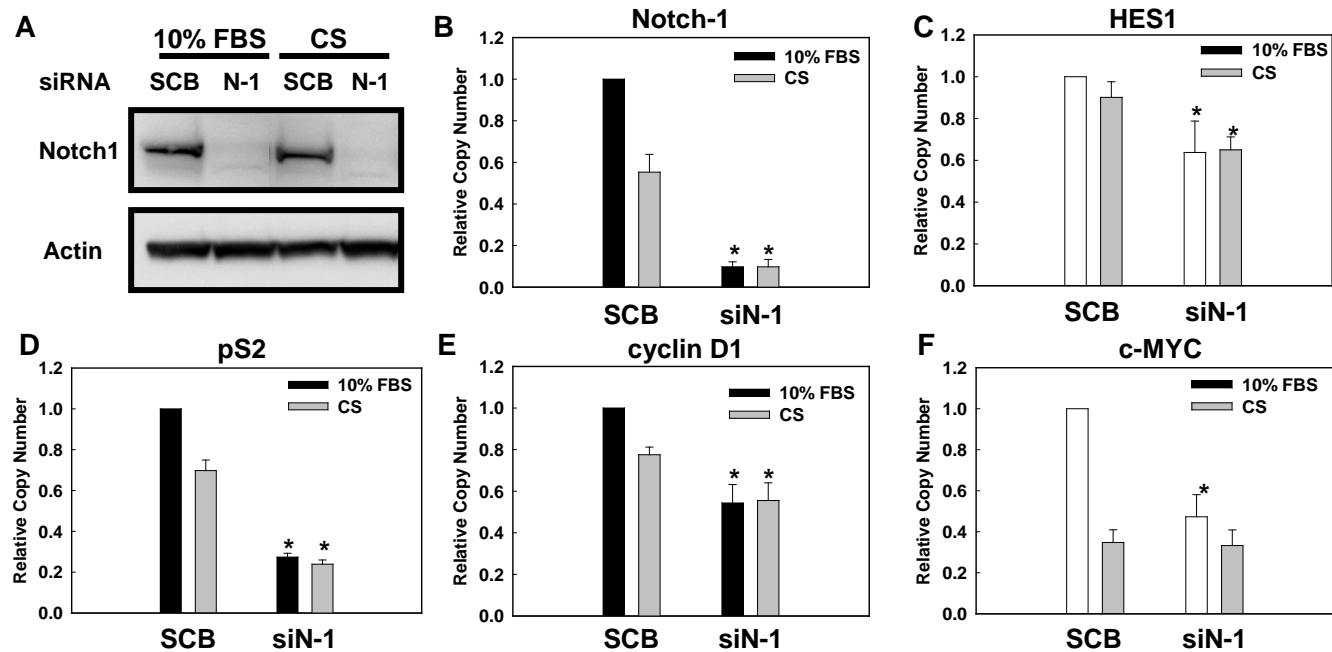 A
10% FBS CS
siRNA SCB N-1 SCB N-1
Notch1
Actin
B
Notch-1
Relative Copy Number
1.2
1.0
0.8
0.6
0.4
0.2
0.0
10% FBS
CS
* *
SCB siN-1
C
HES1
Relative Copy Number
1.2
1.0
0.8
0.6
0.4
0.2
0.0
10% FBS
CS
* *
SCB siN-1
D
pS2
Relative Copy Number
1.2
1.0
0.8
0.6
0.4
0.2
0.0
10% FBS
CS
* *
SCB siN-1
E
cyclin D1
Relative Copy Number
1.2
1.0
0.8
0.6
0.4
0.2
0.0
10% FBS
CS
* *
SCB siN-1
F
c-MYC
Relative Copy Number
1.2
1.0
0.8
0.6
0.4
0.2
0.0
10% FBS
CS
*
SCB siN-1